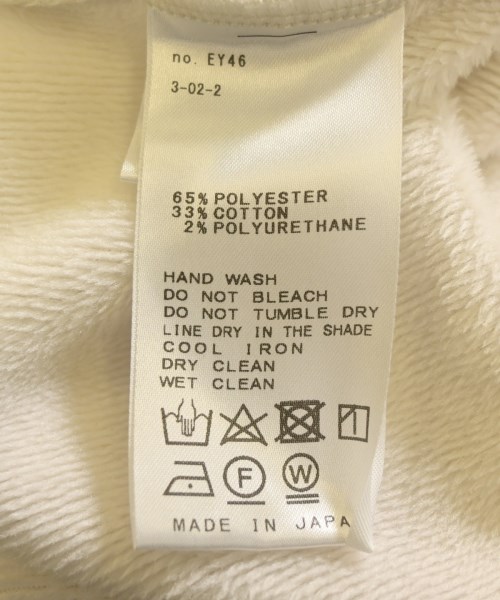 no. EY46
3-02-2
65% POLYESTER
33% COTTON
2% POLYURETHANE
HAND WASH
DO NOT BLEACH
DO NOT TUMBLE DRY
LINE DRY IN THE SHADE
COOL IRON
DRY CLEAN
WET CLEAN
F W
MADE IN JAPA